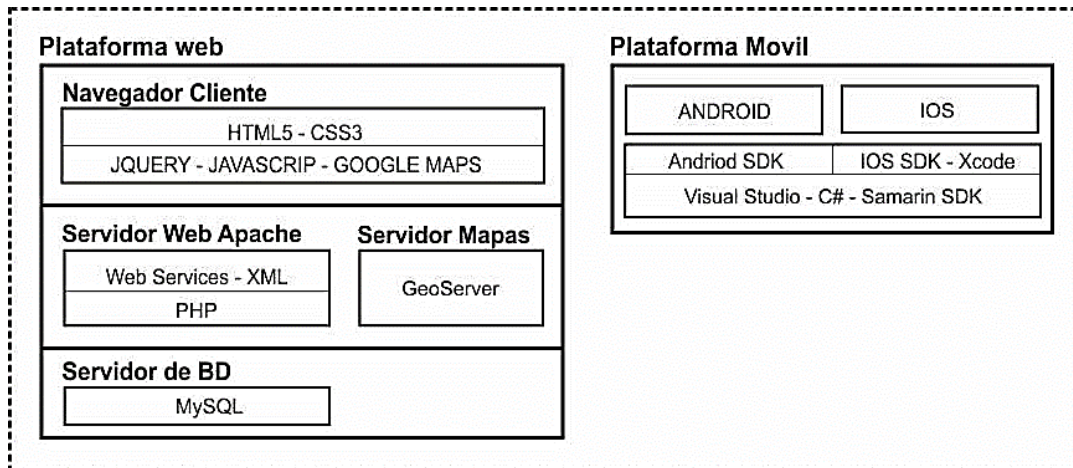 Plataforma web
Navegador Cliente
HTML5 - CSS3
JQUERY - JAVASCRIP - GOOGLE MAPS
Servidor Web Apache
Web Services - XML
PHP
Servidor Mapas
GeoServer
Servidor de BD
MySQL
Plataforma Movil
ANDROID
IOS
Andriod SDK
IOS SDK - Xcode
Visual Studio - C# - Samarin SDK